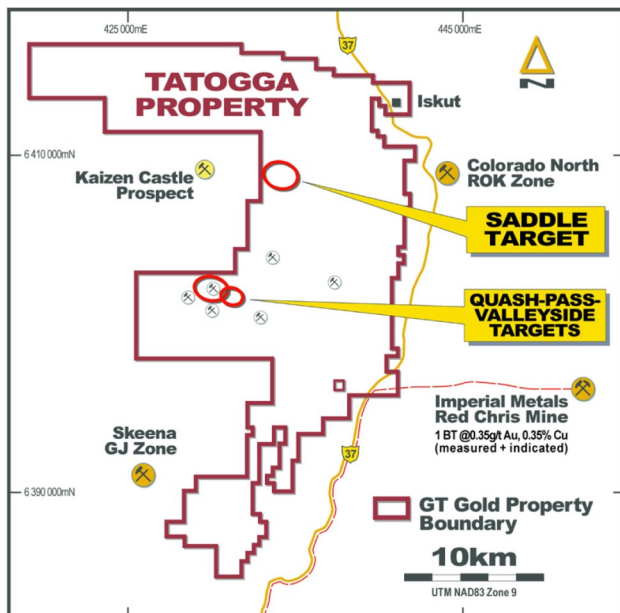 425 000mE
445 000mE
37
TATOGGA
PROPERTY
Iskut
N
6 410 000mN
Kaizen Castle
Prospect
Colorado North
ROK Zone
SADDLE
TARGET
QUASH-PASS-
VALLEYSIDE
TARGETS
Imperial Metals
Red Chris Mine
1 BT @0.35g/t Au, 0.35% Cu
(measured + indicated)
Skeena
GJ Zone
37
6 390 000mN
GT Gold Property
Boundary
10km
UTM NAD83 Zone 9